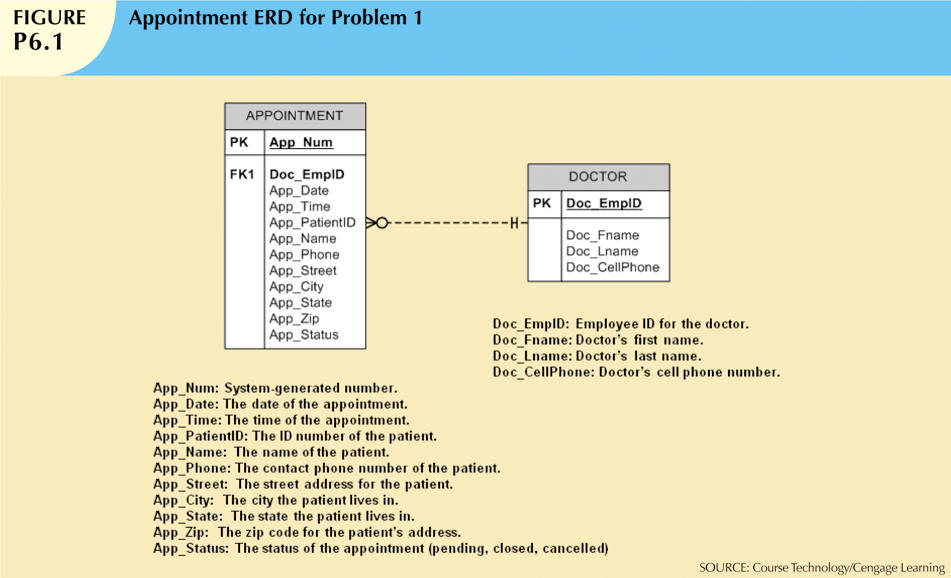 FIGURE
P6.1
Appointment ERD for Problem 1
APPOINTMENT
PK App_Num
FK1 Doc_EmpID
App_Date
App_Time
App_PatientID
App_Name
App_Phone
App_Street
App_City
App_State
App_Zip
App_Status
DOCTOR
PK Doc_EmpID
Doc_Fname
Doc_Lname
Doc_CellPhone
Doc_EmpID: Employee ID for the doctor.
Doc_Fname: Doctor's first name.
Doc_Lname: Doctor's last name.
Doc_CellPhone: Doctor's cell phone number.
App_Num: System-generated number.
App_Date: The date of the appointment.
App_Time: The time of the appointment.
App_PatientID: The ID number of the patient.
App_Name: The name of the patient.
App_Phone: The contact phone number of the patient.
App_Street: The street address for the patient.
App_City: The city the patient lives in.
App_State: The state the patient lives in.
App_Zip: The zip code for the patient's address.
App_Status: The status of the appointment (pending, closed, cancelled)
SOURCE: Course Technology/Cengage Learning